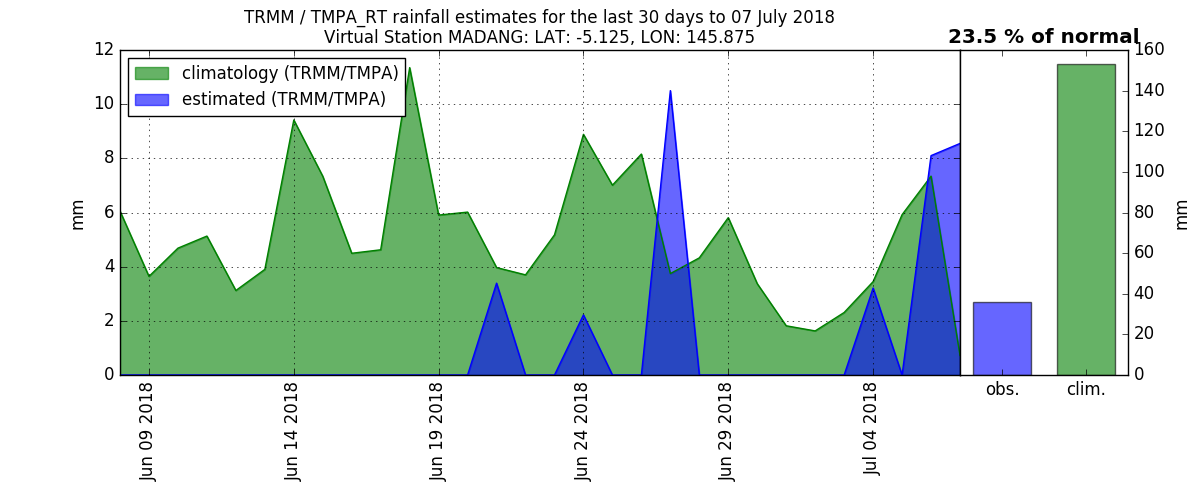 TRMM / TMPA_RT rainfall estimates for the last 30 days to 07 July 2018
Virtual Station MADANG: LAT: -5.125, LON: 145.875
23.5 % of normal
climatology (TRMM/TMPA)
estimated (TRMM/TMPA)
mm
12
10
8
6
4
2
0
Jun 09 2018
Jun 14 2018
Jun 19 2018
Jun 24 2018
Jun 29 2018
Jul 04 2018
obs.
clim.
160
140
120
100
80
60
40
20
0
mm